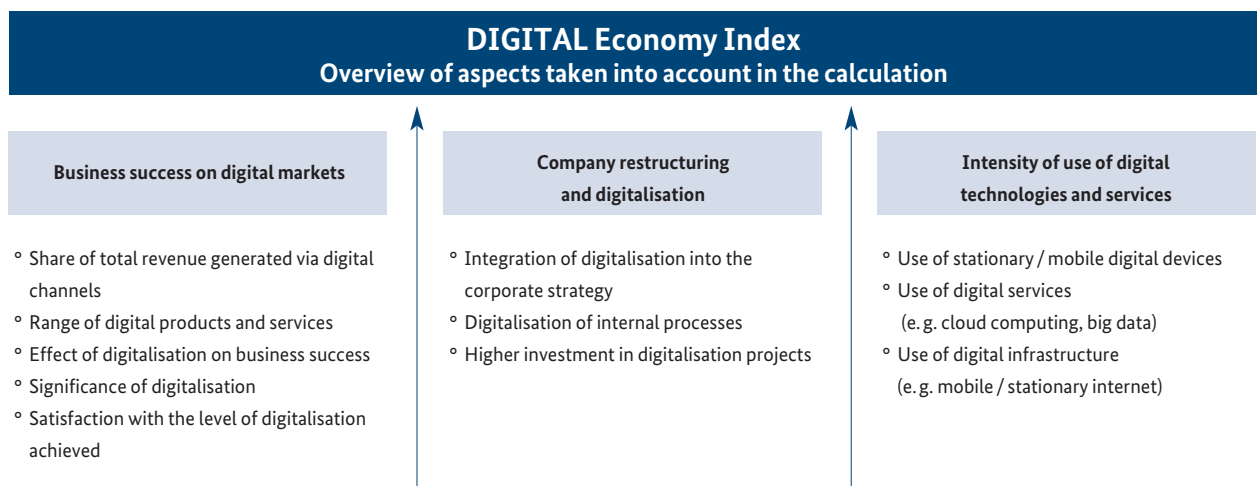 DIGITAL Economy Index
Overview of aspects taken into account in the calculation
Business success on digital markets
° Share of total revenue generated via digital
channels
° Range of digital products and services
° Effect of digitalisation on business success
° Significance of digitalisation
° Satisfaction with the level of digitalisation
achieved
Company restructuring
and digitalisation
° Integration of digitalisation into the
corporate strategy
° Digitalisation of internal processes
° Higher investment in digitalisation projects
Intensity of use of digital
technologies and services
° Use of stationary / mobile digital devices
° Use of digital services
(e. g. cloud computing, big data)
° Use of digital infrastructure
(e. g. mobile / stationary internet)